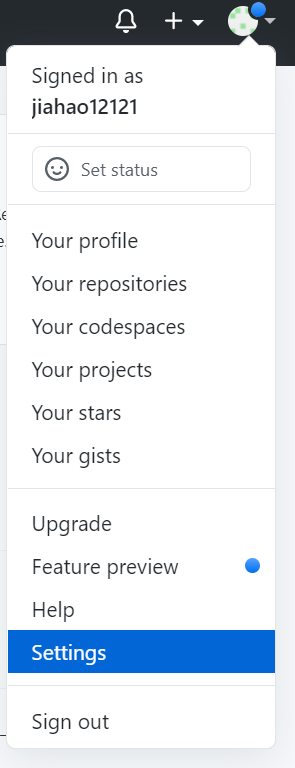 Signed in as
jiahao12121
Set status
Your profile
Your repositories
Your codespaces
Your projects
Your stars
Your gists
Upgrade
Feature preview
Help
Settings
Sign out